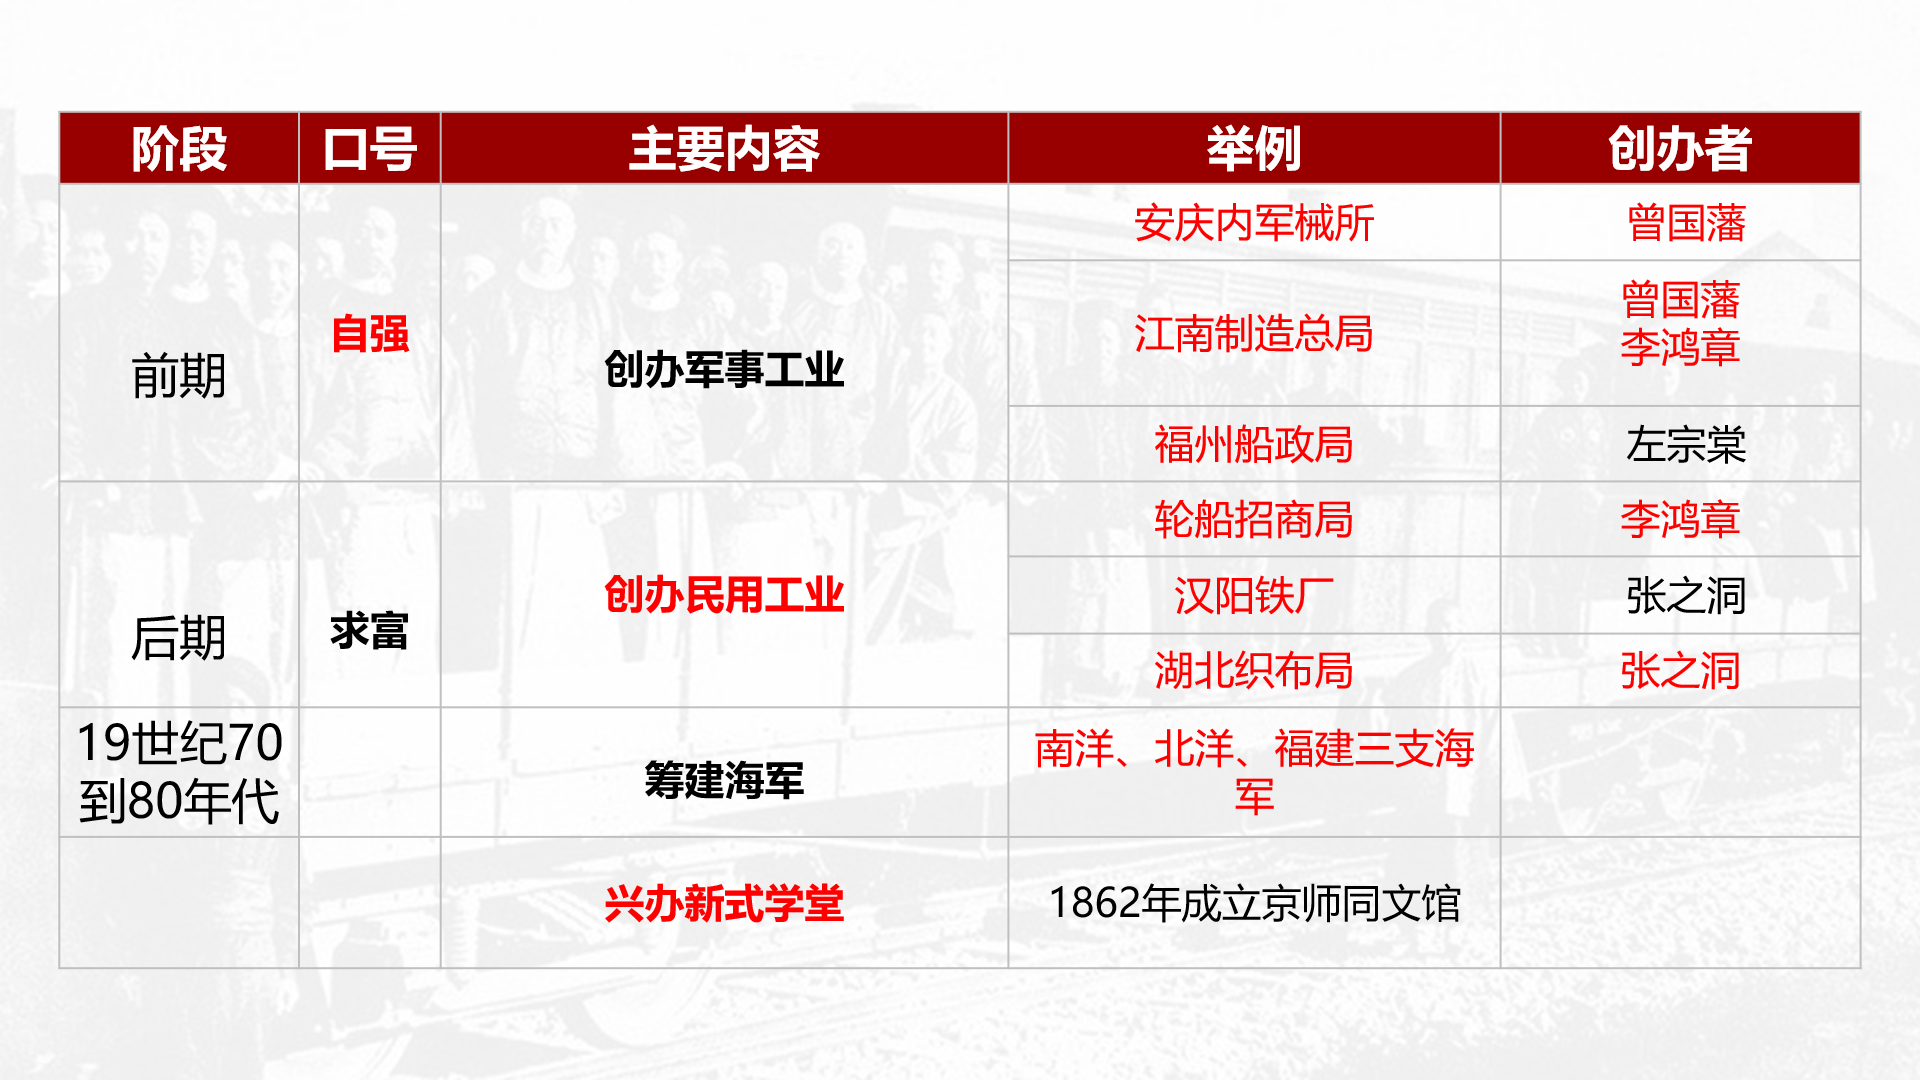 阶段 口号 主要内容 举例 创办者
前期 自强 创办军事工业 安庆内军械所 曾国藩
江南制造总局 曾国藩
李鸿章
福州船政局 左宗棠
后期 求富 创办民用工业 轮船招商局 李鸿章
汉阳铁厂 张之洞
湖北织布局 张之洞
19世纪70
到80年代
筹建海军
南洋、北洋、福建三支海
军
兴办新式学堂 1862年成立京师同文馆